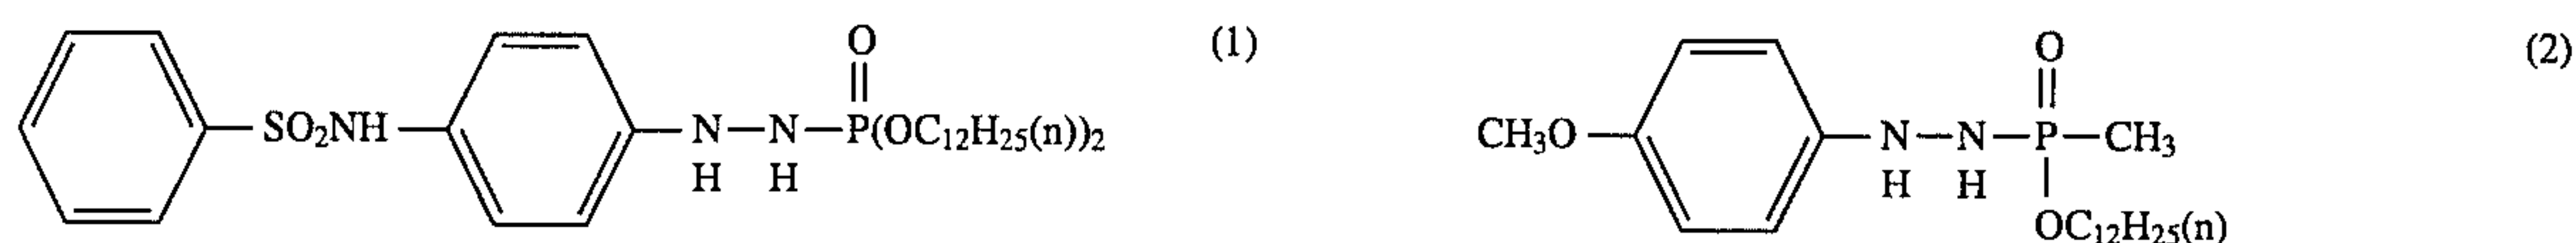 O
(1)
SO₂NH
N—N—P(OC₁₂H₂₅(n))₂
H H
O
(2)
CH₃O
N—N—P—CH₃
H H
OC₁₂H₂₅(n)